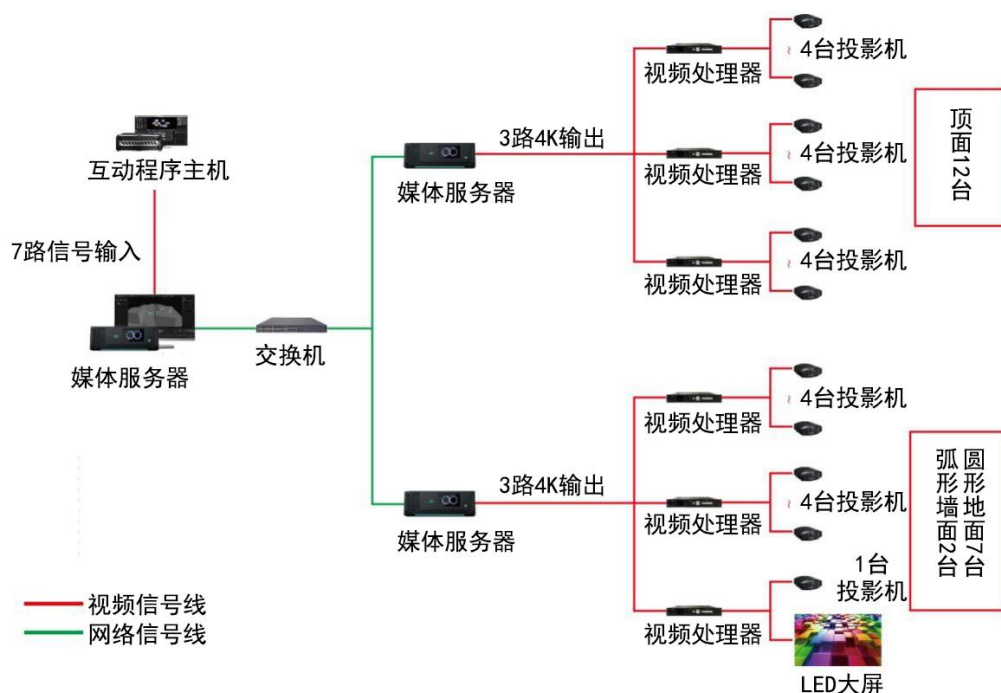 4台投影机
视频处理器
3路4K输出
4台投影机
顶面12台
互动程序主机
媒体服务器
视频处理器
7路信号输入
4台投影机
视频处理器
交换机
媒体服务器
4台投影机
视频处理器
3路4K输出
4台投影机
圆形地面7台
弧形墙面2台
媒体服务器
视频处理器
1台
投影机
视频信号线
网络信号线
视频处理器
LED大屏